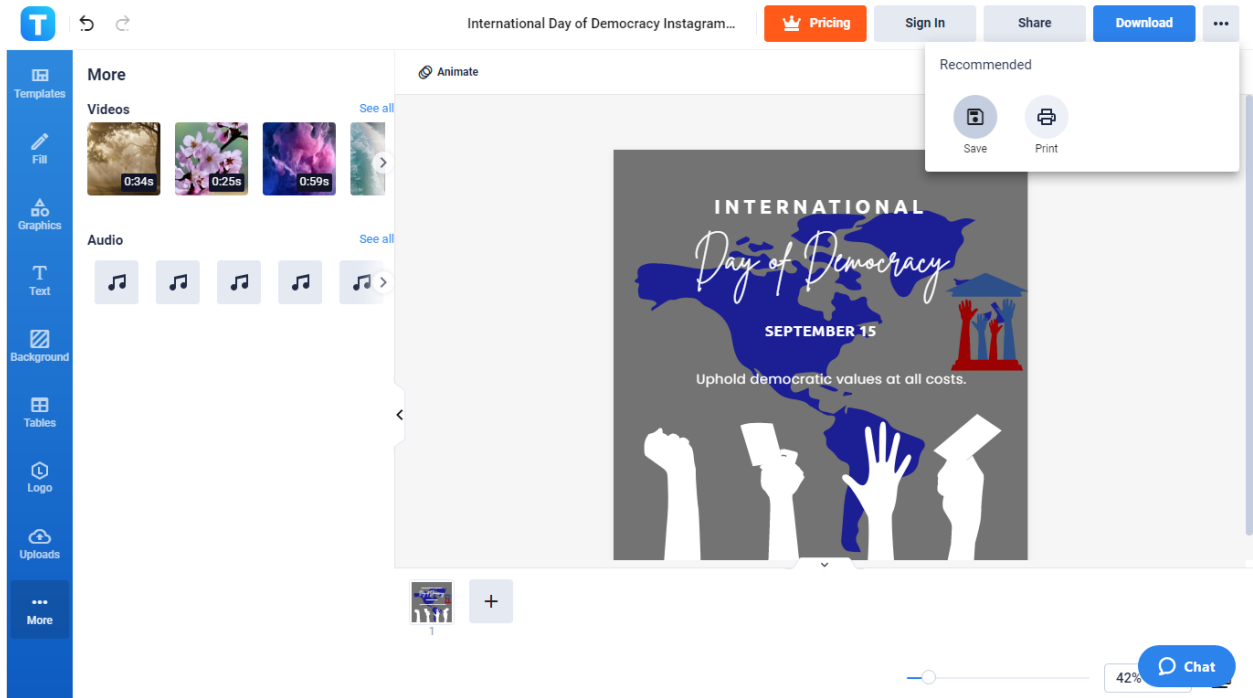 T
International Day of Democracy Instagram...
Pricing
Sign In
Share
Download
Recommended
Save
Print
Templates
Fill
Graphics
Text
Background
Tables
Logo
Uploads
More
More
Videos
See all
0:34s
0:25s
0:59s
Audio
See all
Animate
INTERNATIONAL
Day of Democracy
SEPTEMBER 15
Uphold democratic values at all costs.
1
42%
Chat